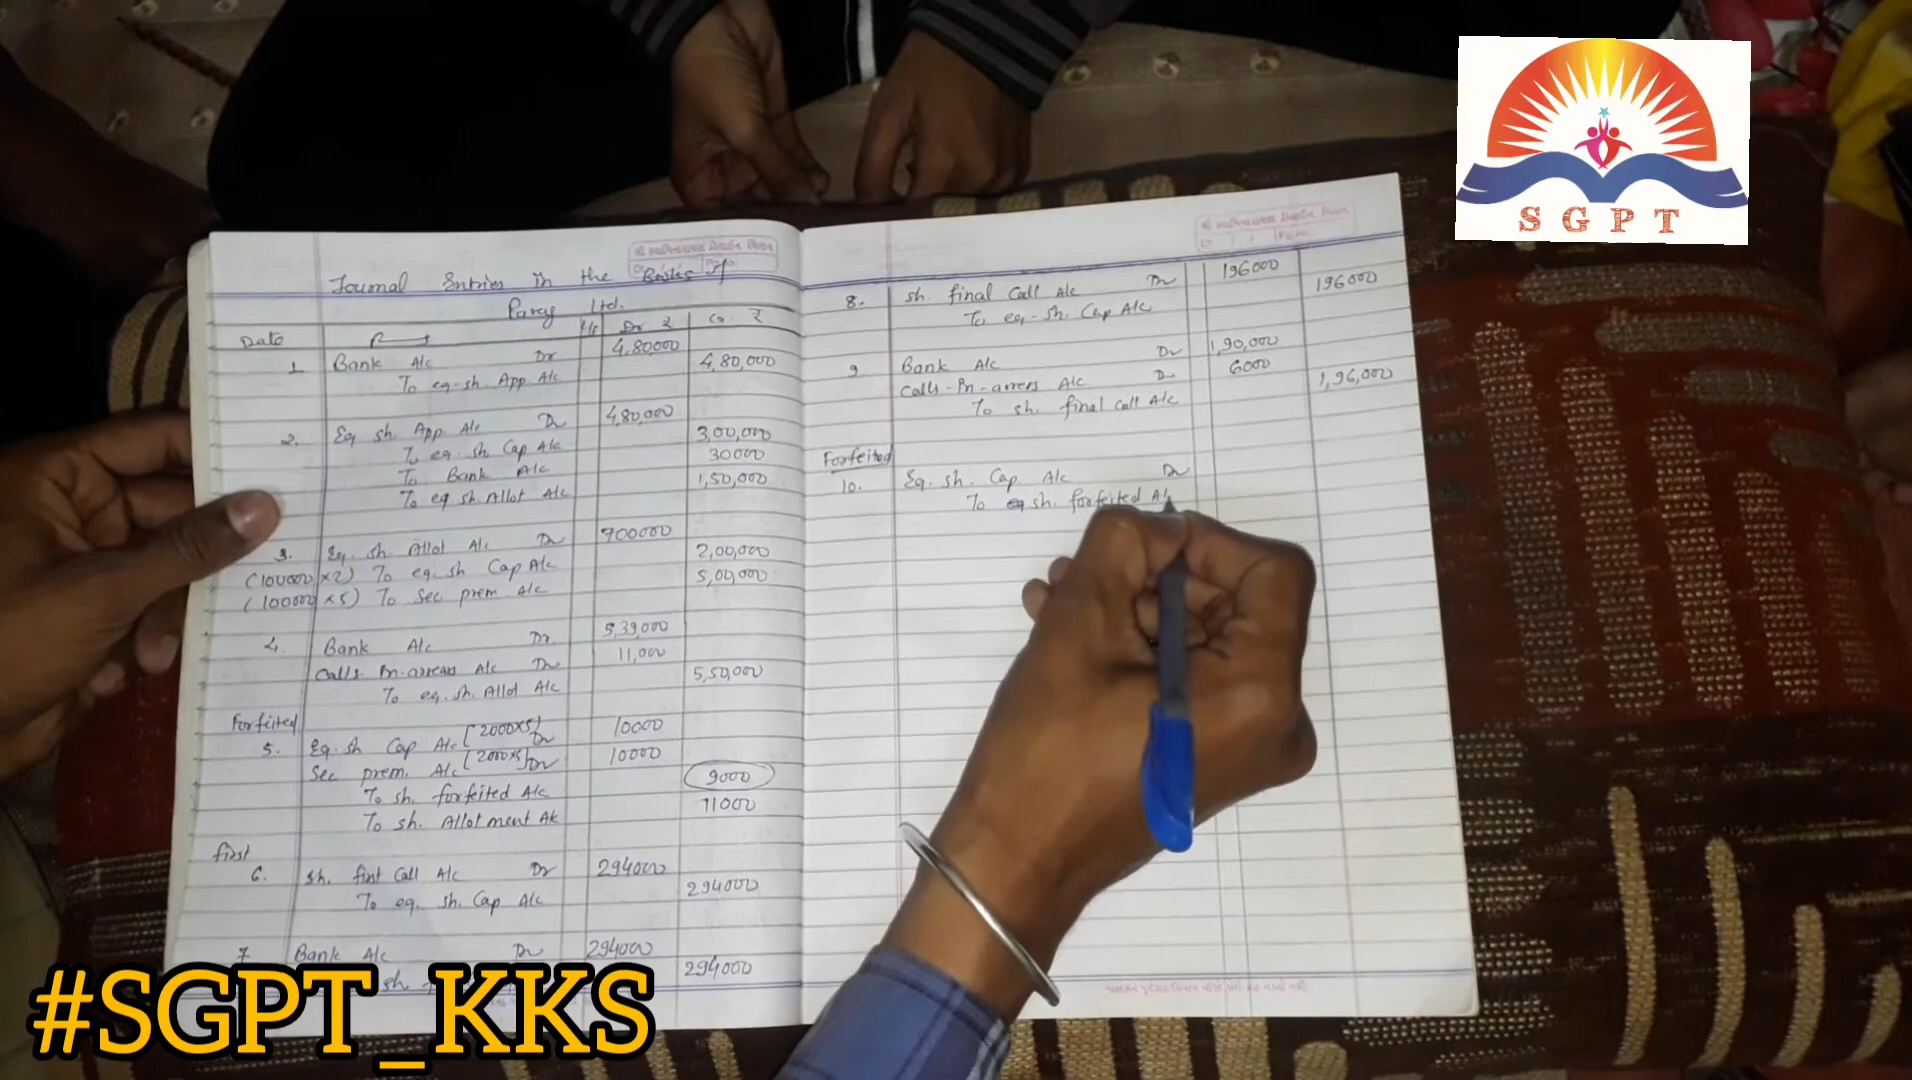 SGPT
Journal Entries in the Books of
Parag Ltd.
Date L/F Dr ₹ Cr. ₹
1 Bank A/c Dr 4,80,000
To eq.sh. App A/c 4,80,000
2. Eq sh. App A/c Dr 4,80,000
To eq. sh Cap A/c 3,00,000
To Bank A/c 30000
To eq sh Allot A/c 1,50,000
3. Eq. sh Allot A/c Dr 700000
(100000 x2) To eq. sh Cap A/c 2,00,000
(100000 x5) To Sec prem A/c 5,00,000
4. Bank A/c Dr 5,39,000
Calls In-arrears A/c Dr 11,000
To eq. sh. Allot A/c 5,50,000
Forfeited
5. Eq. sh Cap A/c [2000x5] Dr 10000
Sec prem. A/c [2000x5] Dr 10000
To sh. forfeited A/c 9000
To sh. Allotment A/c 11000
first
6. sh. first Call A/c Dr 294000
To eq. sh. Cap A/c 294000
7 Bank A/c Dr 294000
sh 294000
8. sh. final Call A/c Dr 196000
To eq-sh. Cap A/c 196000
9 Bank A/c Dr 1,90,000
Calls-In-arrers A/c Dr 6000
To sh. final call A/c 1,96,000
Forfeited
10. Eq. sh. Cap. A/c Dr
To eq sh. forfeited A/c
#SGPT_KKS